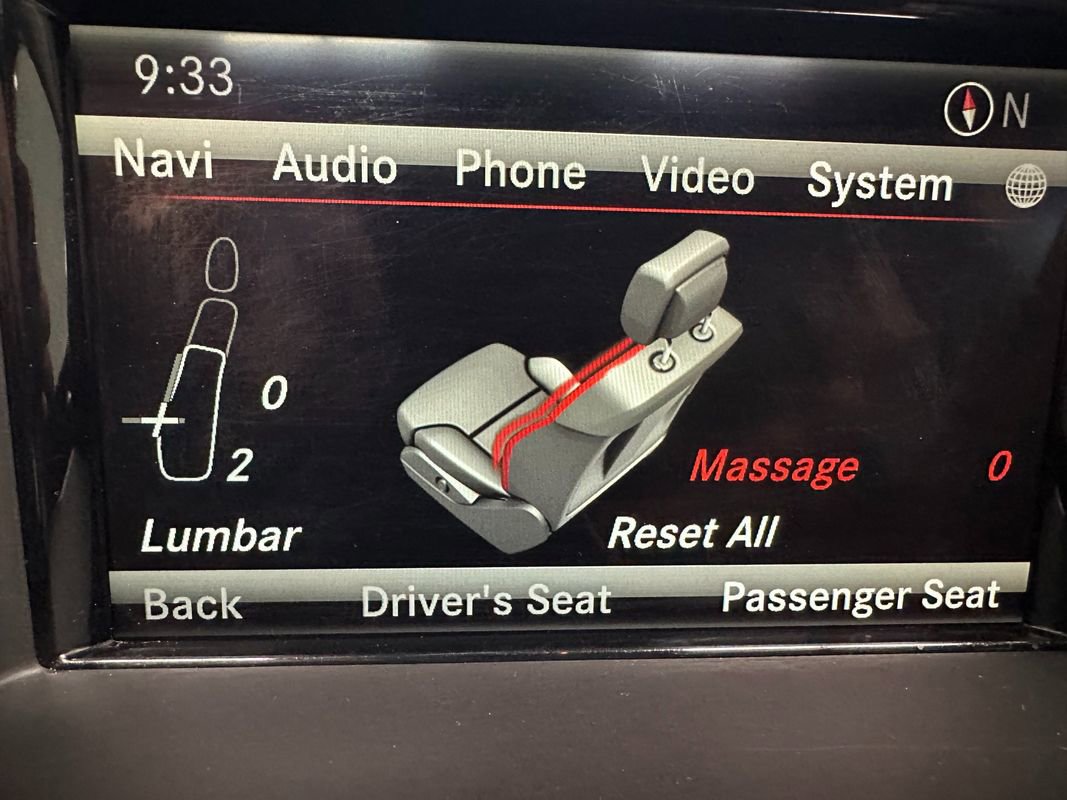 9:33 N
Navi Audio Phone Video System
0
2
Massage 0
Lumbar Reset All
Back Driver's Seat Passenger Seat